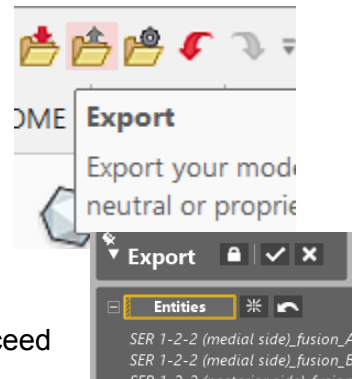 OME
Export
Export your mode
neutral or proprie
Export
Entities
ceed
SER 1-2-2 (medial side)_fusion_A
SER 1-2-2 (medial side)_fusion_B